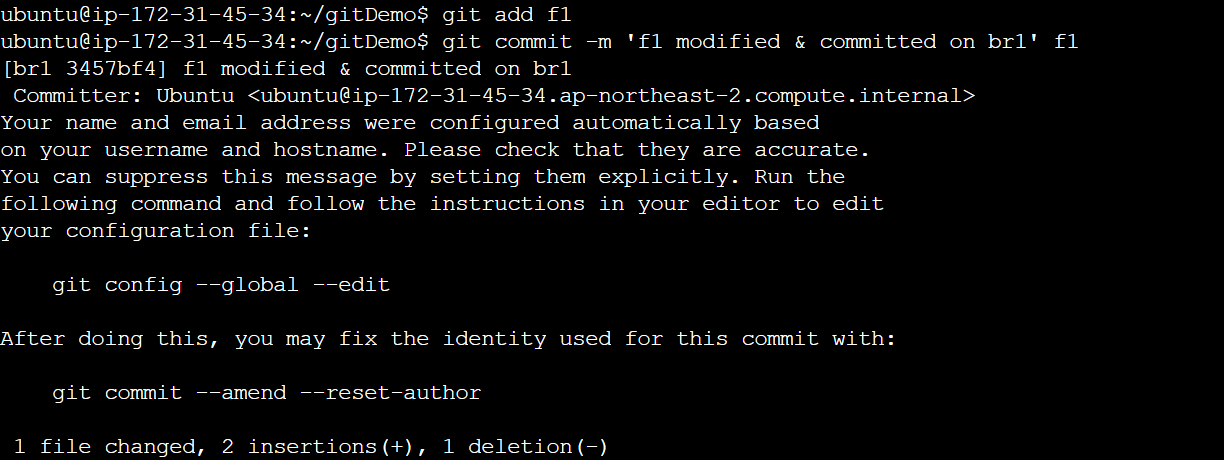 ubuntu@ip-172-31-45-34:~/gitDemo$ git add f1
ubuntu@ip-172-31-45-34:~/gitDemo$ git commit -m 'f1 modified & committed on br1' f1
[br1 3457bf4] f1 modified & committed on br1
 Committer: Ubuntu <ubuntu@ip-172-31-45-34.ap-northeast-2.compute.internal>
Your name and email address were configured automatically based
on your username and hostname. Please check that they are accurate.
You can suppress this message by setting them explicitly. Run the
following command and follow the instructions in your editor to edit
your configuration file:

    git config --global --edit

After doing this, you may fix the identity used for this commit with:

    git commit --amend --reset-author

 1 file changed, 2 insertions(+), 1 deletion(-)